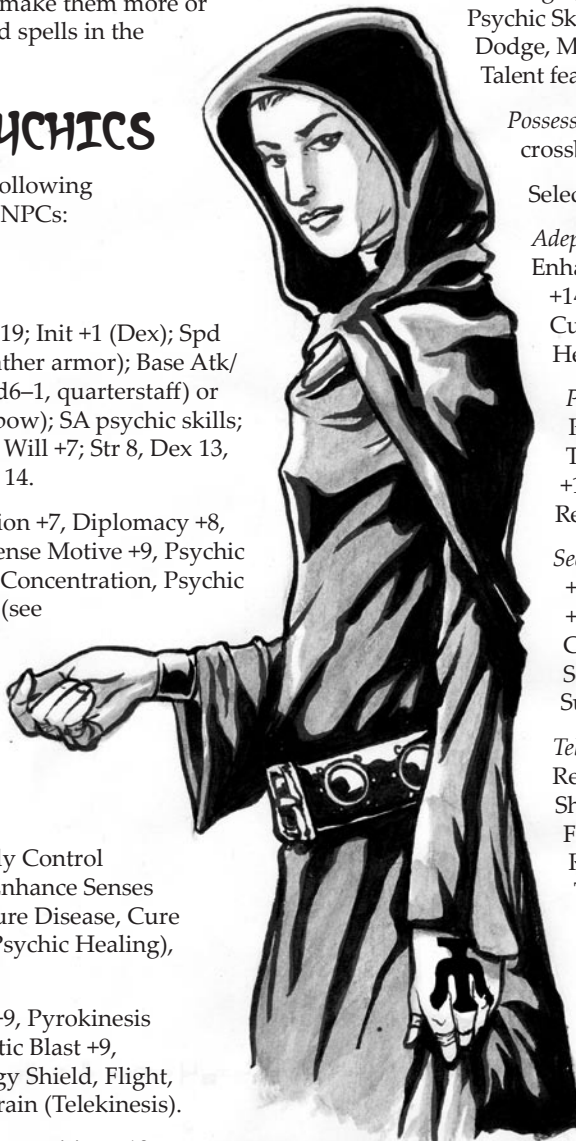 make them more or
d spells in the
YCHICS
ollowing
NPCs:
19; Init +1 (Dex); Spd
ather armor); Base Atk/
d6–1, quarterstaff) or
bow); SA psychic skills;
Will +7; Str 8, Dex 13,
14.
ion +7, Diplomacy +8,
ense Motive +9, Psychic
Concentration, Psychic
(see
ly Control
Enhance Senses
ure Disease, Cure
Psychic Healing),
+9, Pyrokinesis
tic Blast +9,
gy Shield, Flight,
rain (Telekinesis).
Psychic Sk
Dodge, M
Talent fea
Possess
crossb
Selec
Adep
Enha
+14
Cu
He
P
T
+1
Re
Sec
+
+
C
S
Su
Tel
Re
Sh
F